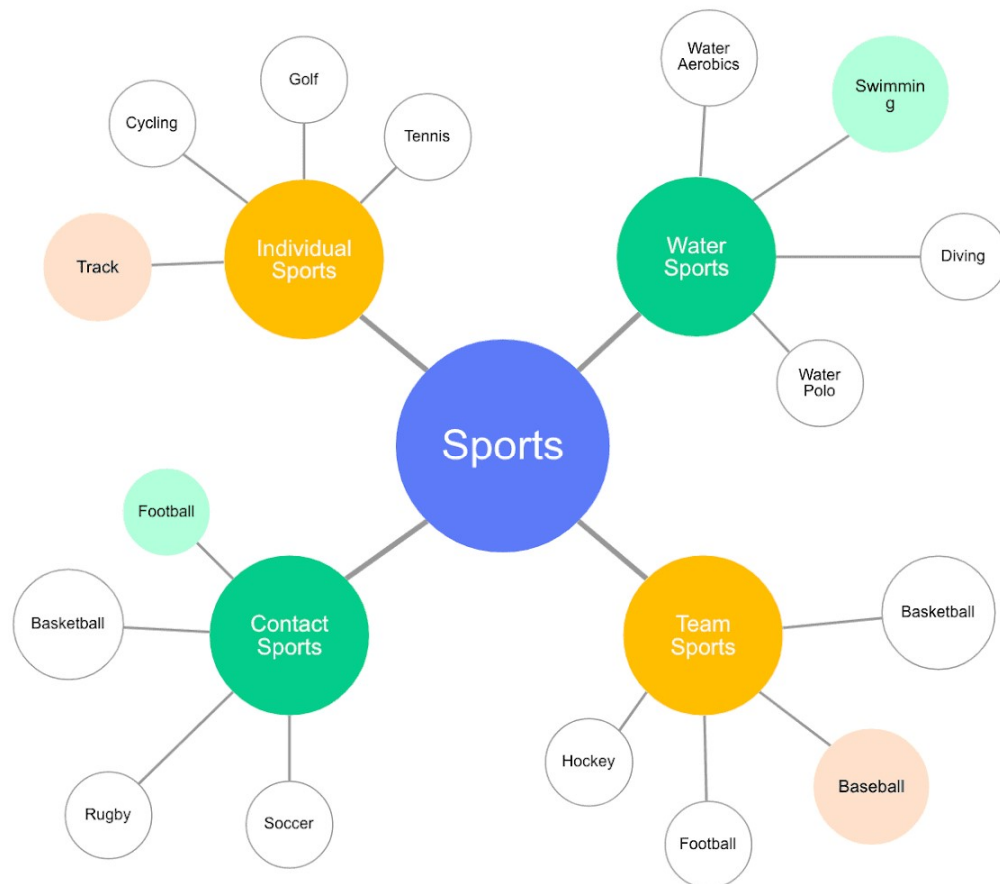 Water
Aerobics
Golf
Swimmin
g
Cycling
Tennis
Individual
Sports
Water
Sports
Track
Diving
Water
Polo
Sports
Football
Basketball
Contact
Sports
Team
Sports
Basketball
Hockey
Baseball
Rugby
Soccer
Football